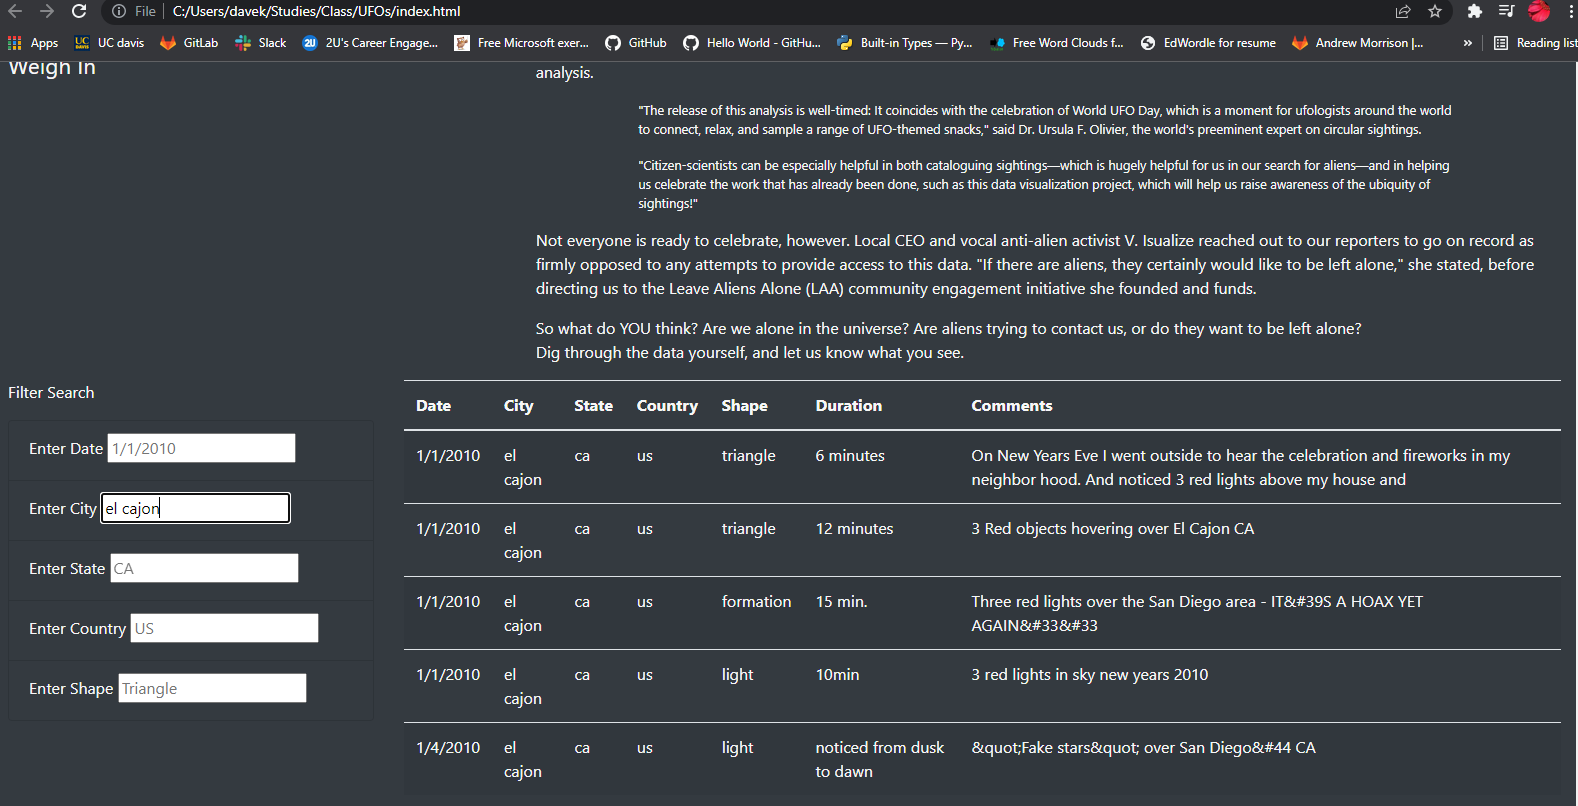 File C:/Users/davek/Studies/Class/UFOs/index.html
Apps UC davis GitLab Slack 2U's Career Engage... Free Microsoft exer... GitHub Hello World - GitHu... Built-in Types — Py... Free Word Clouds f... EdWordle for resume Andrew Morrison |... » Reading list
Weigh In
analysis.
"The release of this analysis is well-timed: It coincides with the celebration of World UFO Day, which is a moment for ufologists around the world
to connect, relax, and sample a range of UFO-themed snacks," said Dr. Ursula F. Olivier, the world's preeminent expert on circular sightings.
"Citizen-scientists can be especially helpful in both cataloguing sightings—which is hugely helpful for us in our search for aliens—and in helping
us celebrate the work that has already been done, such as this data visualization project, which will help us raise awareness of the ubiquity of
sightings!"
Not everyone is ready to celebrate, however. Local CEO and vocal anti-alien activist V. Isualize reached out to our reporters to go on record as
firmly opposed to any attempts to provide access to this data. "If there are aliens, they certainly would like to be left alone," she stated, before
directing us to the Leave Aliens Alone (LAA) community engagement initiative she founded and funds.
So what do YOU think? Are we alone in the universe? Are aliens trying to contact us, or do they want to be left alone?
Dig through the data yourself, and let us know what you see.
Filter Search
Enter Date 1/1/2010
Enter City el cajon
Enter State CA
Enter Country US
Enter Shape Triangle
Date City State Country Shape Duration Comments
1/1/2010 el ca us triangle 6 minutes On New Years Eve I went outside to hear the celebration and fireworks in my
cajon neighbor hood. And noticed 3 red lights above my house and
1/1/2010 el ca us triangle 12 minutes 3 Red objects hovering over El Cajon CA
cajon
1/1/2010 el ca us formation 15 min. Three red lights over the San Diego area - IT&#39S A HOAX YET
cajon AGAIN&#33&#33
1/1/2010 el ca us light 10min 3 red lights in sky new years 2010
cajon
1/4/2010 el ca us light noticed from dusk &quot;Fake stars&quot; over San Diego&#44 CA
cajon to dawn